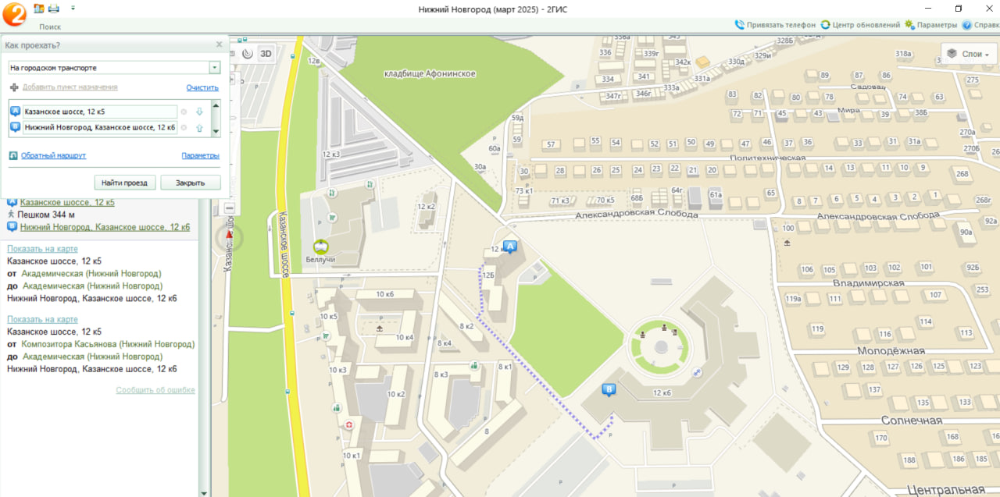 Нижний Новгород (март 2025) - 2ГИС
Поиск
Привязать телефон
Центр обновлений
Параметры
Справк
Как проехать?
На городском транспорте
Добавить пункт назначения
Очистить
A Казанское шоссе, 12 к5
B Нижний Новгород, Казанское шоссе, 12 к6
Обратный маршрут
Параметры
Найти проезд
Закрыть
Казанское шоссе, 12 к5
Пешком 344 м
B Нижний Новгород, Казанское шоссе, 12 к6
Показать на карте
Казанское шоссе, 12 к5
от Академическая (Нижний Новгород)
до Академическая (Нижний Новгород)
Нижний Новгород, Казанское шоссе, 12 к6
Показать на карте
Казанское шоссе, 12 к5
от Композитора Касьянова (Нижний Новгород)
до Академическая (Нижний Новгород)
Нижний Новгород, Казанское шоссе, 12 к6
Сообщить об ошибке
3D
Слои
12в
кладбище Афонинское
336
339г
342к
330д
329и
328Б
318а
334
341
331а
333а
347г
346г
89
87
86
275
Садовая
83
82
80
78
74
63
72
71
45
43
Мира
39
38Б
59д
59
60а
30а
57
55
54
52
51
50
49
47
46
37
36
33
31
31а
270а
270Б
Политехническая
12 к3
30
28
26
25
24
23
22
21
20
14
13
11
10
9
268
73 к1
71 к3
70 к5
68Б
64г
61а
65
8
7
6
5
4
3
2
1
268г
12 к2
Александровская Слобода
Александровская Слобода
92а
100
90а
Казанское шоссе
Беллучи
A
12Б
106
105
103
102
101
92Б
Владимирская
253
119а
111
107
10 к6
10 к5
8 к2
10 к4
8 к4
119
116
114
113
Молодёжная
10 к3
8 к3
8 к1
129
128
127
126
125
123
10 к2
B
12 к6
137
135
133
8
Солнечная
170
168
10 к1
188
186
185
Центральная